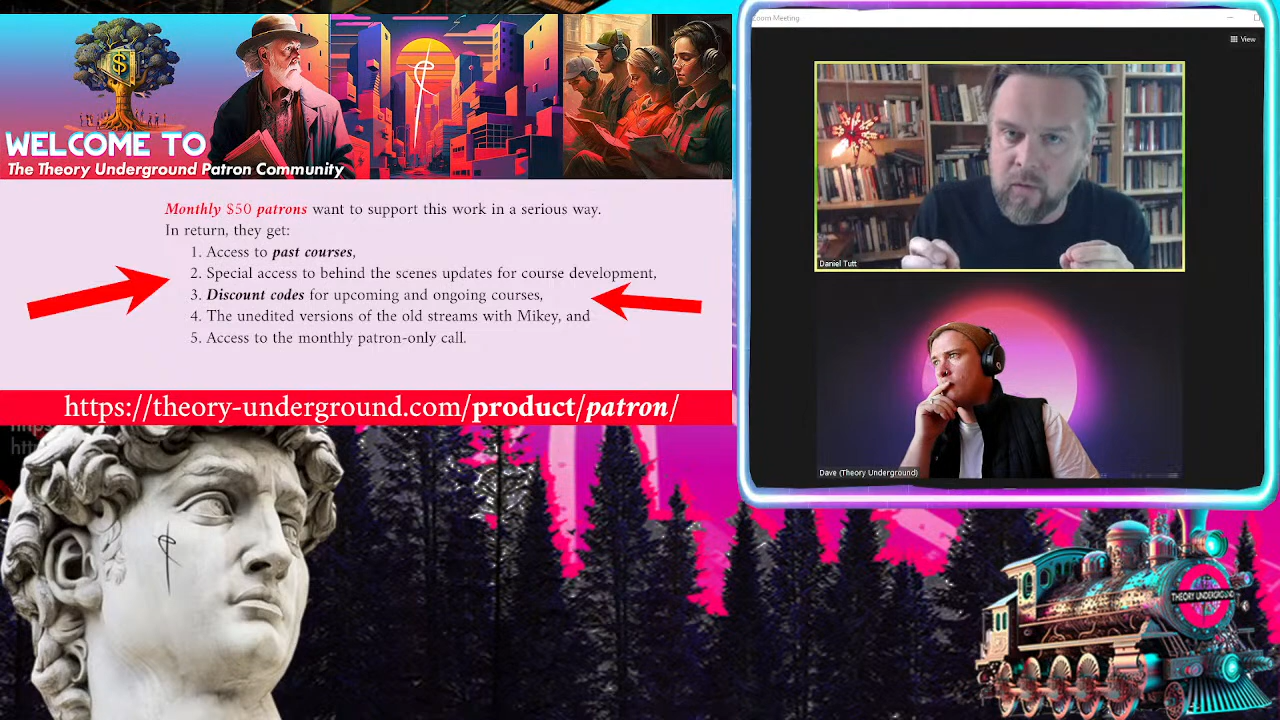 WELCOME TO
The Theory Underground Patron Community
Monthly $50 patrons want to support this work in a serious way.
In return, they get:
1. Access to past courses,
2. Special access to behind the scenes updates for course development,
3. Discount codes for upcoming and ongoing courses,
4. The unedited versions of the old streams with Mikey, and
5. Access to the monthly patron-only call.
https://theory-underground.com/product/patron/
Zoom Meeting
View
Daniel Tutt
Dave (Theory Underground)
THEORY UNDERGROUND